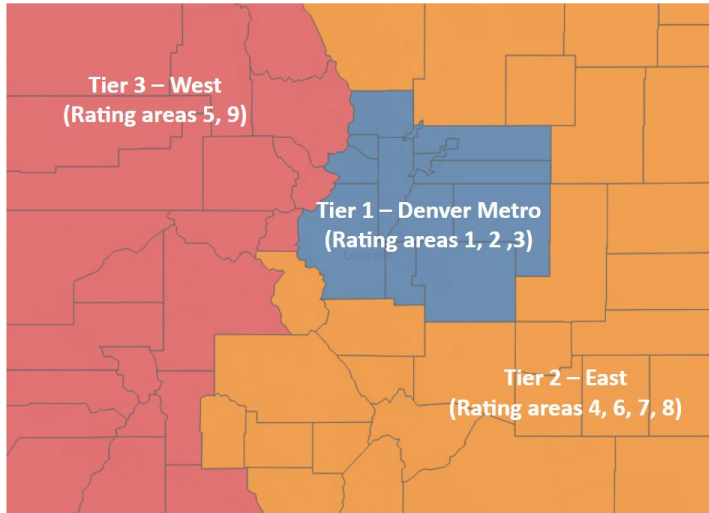 Tier 3 – West
(Rating areas 5, 9)
Tier 1 – Denver Metro
(Rating areas 1, 2 ,3)
Colorado
Tier 2 – East
(Rating areas 4, 6, 7, 8)